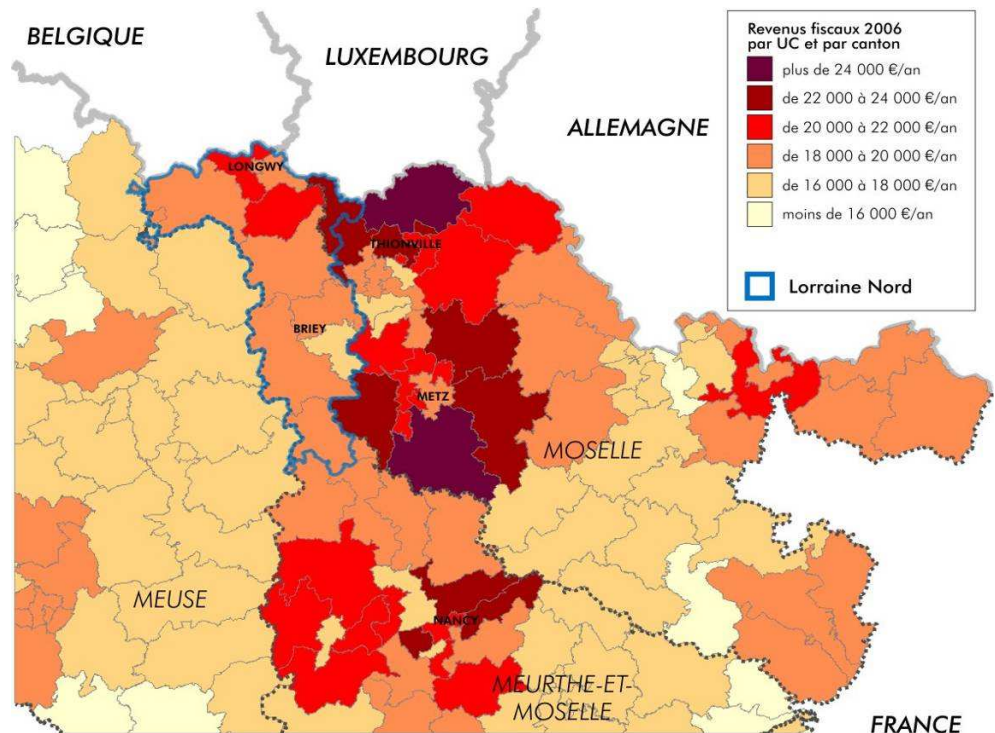 BELGIQUE
LUXEMBOURG
ALLEMAGNE
Revenus fiscaux 2006
par UC et par canton
plus de 24 000 €/an
de 22 000 à 24 000 €/an
de 20 000 à 22 000 €/an
de 18 000 à 20 000 €/an
de 16 000 à 18 000 €/an
moins de 16 000 €/an
Lorraine Nord
LONGWY
THIONVILLE
BRIEY
METZ
MOSELLE
MEUSE
NANCY
MEURTHE-ET-
MOSELLE
FRANCE